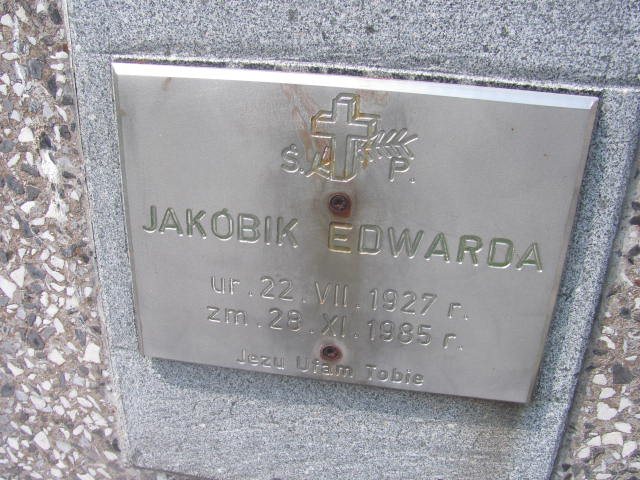 Ś. P.
JAKÓBIK EDWARDA
ur. 22. VII. 1927 r.
zm. 28. XI. 1985 r.
Jezu Ufam Tobie